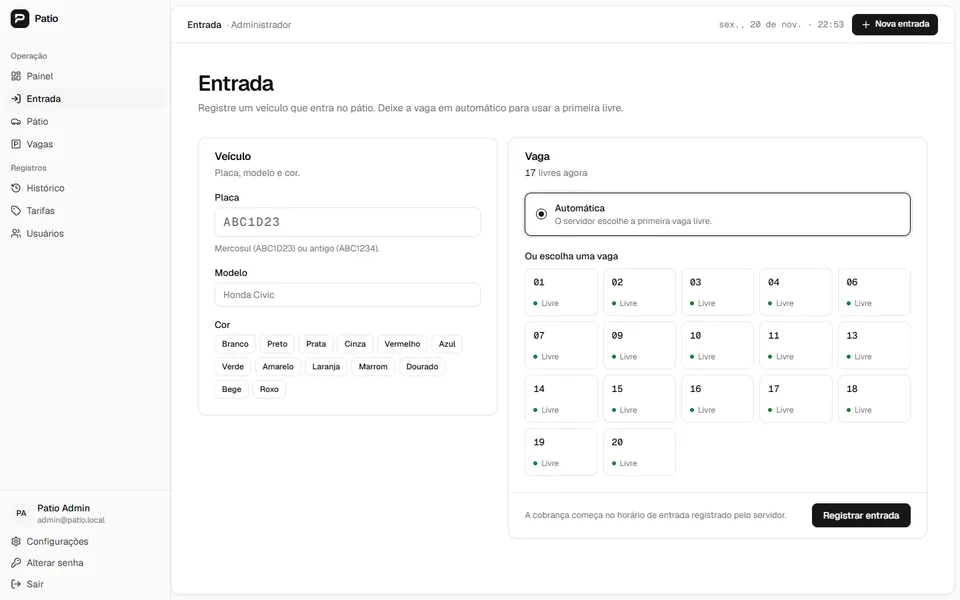 Patio
Operação
Painel
Entrada
Pátio
Vagas
Registros
Histórico
Tarifas
Usuários
PA
Patio Admin
admin@patio.local
Configurações
Alterar senha
Sair
Entrada · Administrador
sex., 20 de nov. · 22:53
Nova entrada
Entrada
Registre um veículo que entra no pátio. Deixe a vaga em automático para usar a primeira livre.
Veículo
Placa, modelo e cor.
Placa
ABC1D23
Mercosul (ABC1D23) ou antigo (ABC1234).
Modelo
Honda Civic
Cor
Branco Preto Prata Cinza Vermelho Azul
Verde Amarelo Laranja Marrom Dourado
Bege Roxo
Vaga
17 livres agora
Automática
O servidor escolhe a primeira vaga livre.
Ou escolha uma vaga
01 02 03 04 06
Livre Livre Livre Livre Livre
07 09 10 11 13
Livre Livre Livre Livre Livre
14 15 16 17 18
Livre Livre Livre Livre Livre
19 20
Livre Livre
A cobrança começa no horário de entrada registrado pelo servidor.
Registrar entrada